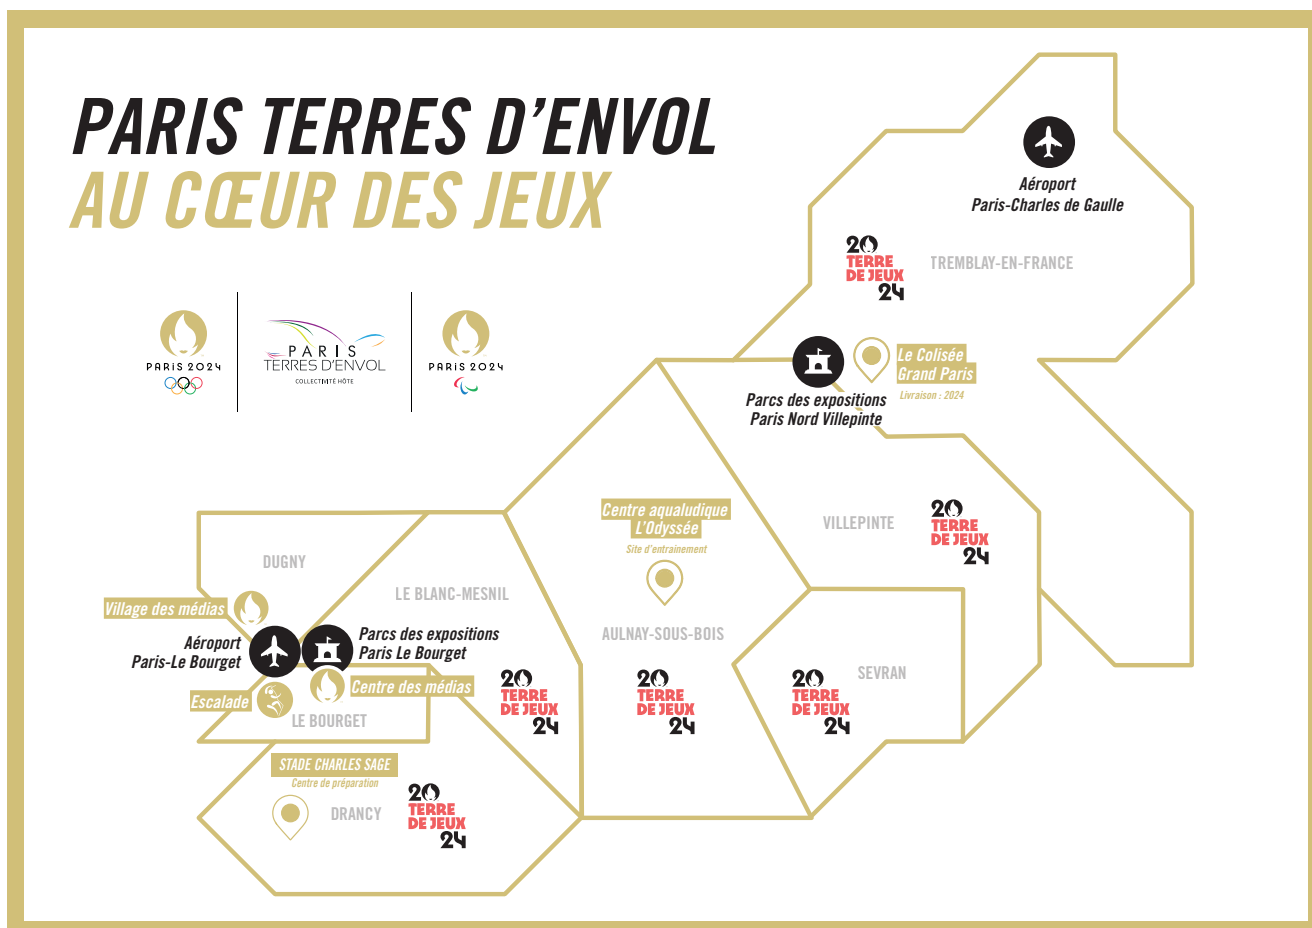 PARIS TERRES D'ENVOL
AU CŒUR DES JEUX
PARIS 2024
PARIS
TERRES D'ENVOL
COLLECTIVITÉ HÔTE
PARIS 2024
Aéroport
Paris-Charles de Gaulle
20
TERRE
DE JEUX
24
TREMBLAY-EN-FRANCE
Le Colisée
Grand Paris
Livraison : 2024
Parcs des expositions
Paris Nord Villepinte
Centre aqualudique
L'Odyssée
Site d'entrainement
VILLEPINTE
20
TERRE
DE JEUX
24
DUGNY
LE BLANC-MESNIL
Village des médias
AULNAY-SOUS-BOIS
Aéroport
Paris-Le Bourget
Parcs des expositions
Paris Le Bourget
SEVRAN
Centre des médias
Escalade
LE BOURGET
20
TERRE
DE JEUX
24
20
TERRE
DE JEUX
24
20
TERRE
DE JEUX
24
STADE CHARLES SAGE
Centre de préparation
DRANCY
20
TERRE
DE JEUX
24